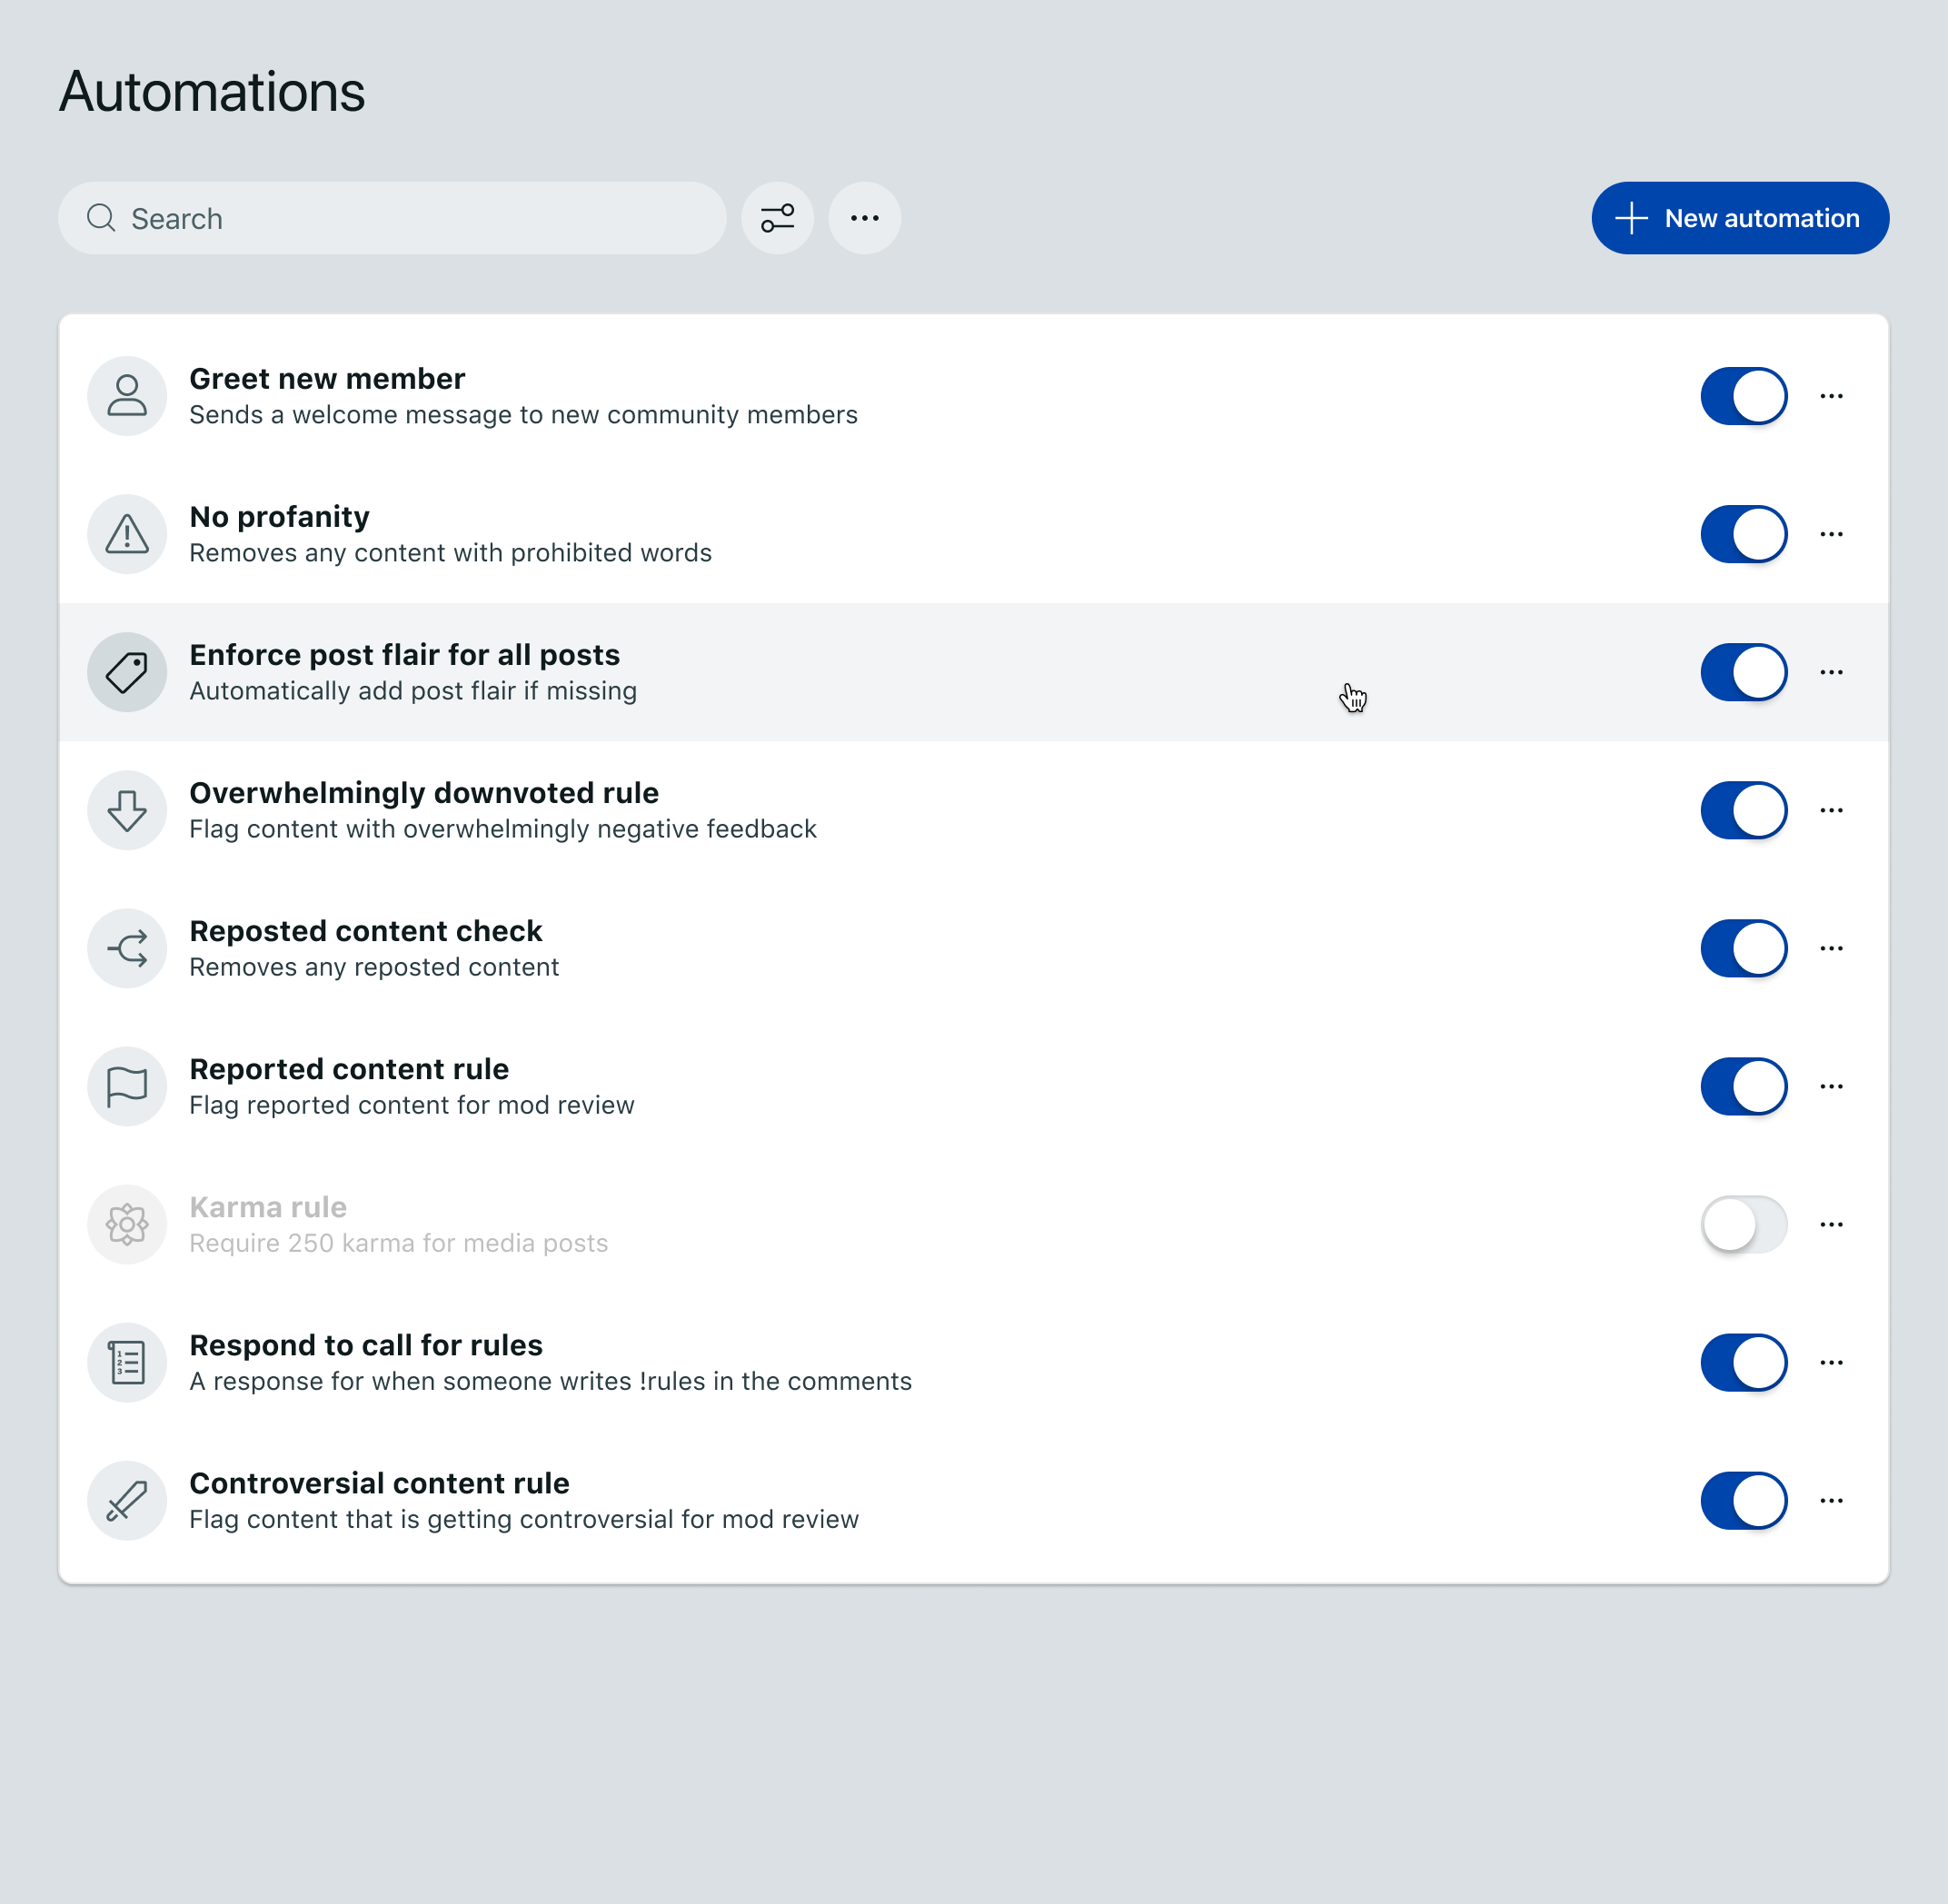 Automations
Search
New automation
Greet new member
Sends a welcome message to new community members
No profanity
Removes any content with prohibited words
Enforce post flair for all posts
Automatically add post flair if missing
Overwhelmingly downvoted rule
Flag content with overwhelmingly negative feedback
Reposted content check
Removes any reposted content
Reported content rule
Flag reported content for mod review
Karma rule
Require 250 karma for media posts
1
2
3
Respond to call for rules
A response for when someone writes !rules in the comments
Controversial content rule
Flag content that is getting controversial for mod review